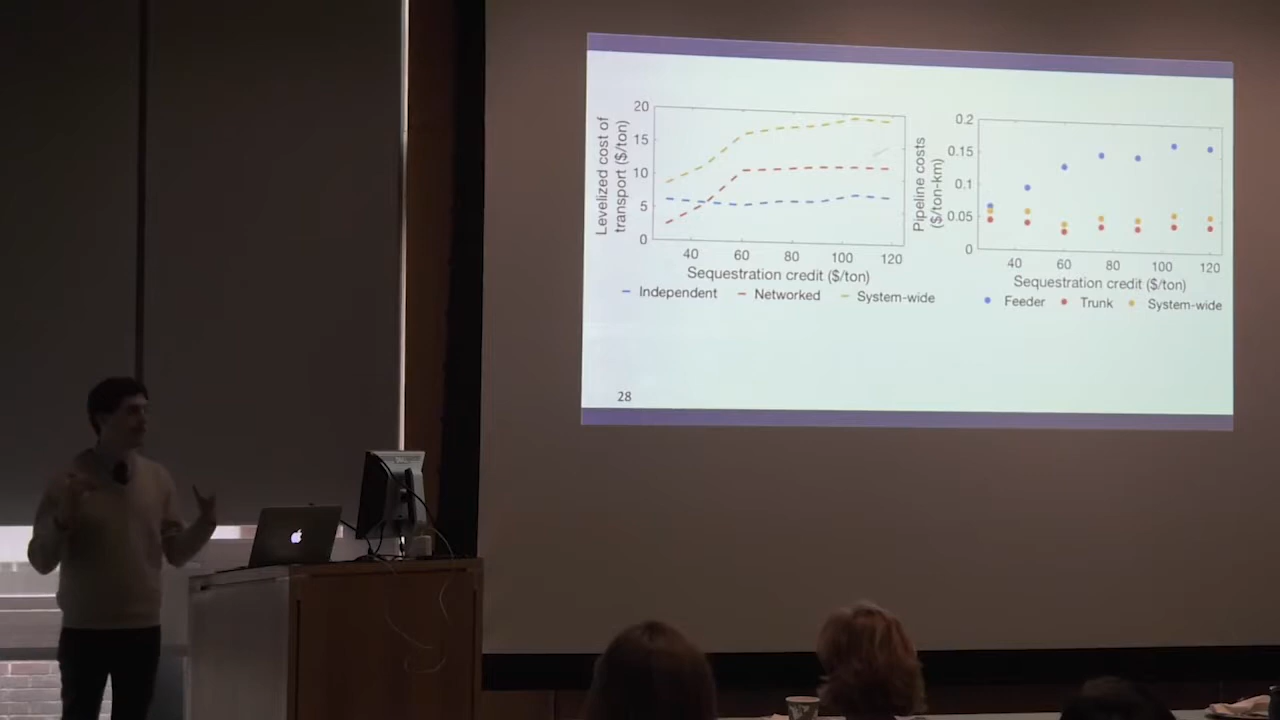 Levelized cost of
transport ($/ton)
20
15
10
5
0
40 60 80 100 120
Sequestration credit ($/ton)
Independent Networked System-wide
Pipeline costs
($/ton-km)
0.2
0.15
0.1
0.05
0
40 60 80 100 120
Sequestration credit ($/ton)
Feeder Trunk System-wide
28